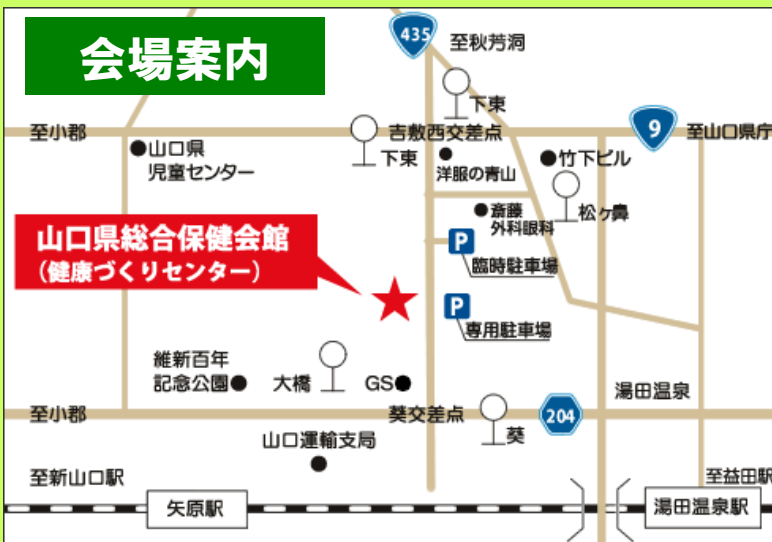 会場案内
435
至秋芳洞
下東
至小郡
吉敷西交差点
9
至山口県庁
山口県
児童センター
下東
洋服の青山
竹下ビル
斎藤
外科眼科
松ヶ鼻
山口県総合保健会館
(健康づくりセンター)
P
臨時駐車場
P
専用駐車場
維新百年
記念公園
大橋
GS
湯田温泉
至小郡
葵交差点
204
葵
山口運輸支局
至新山口駅
至益田駅
矢原駅
湯田温泉駅